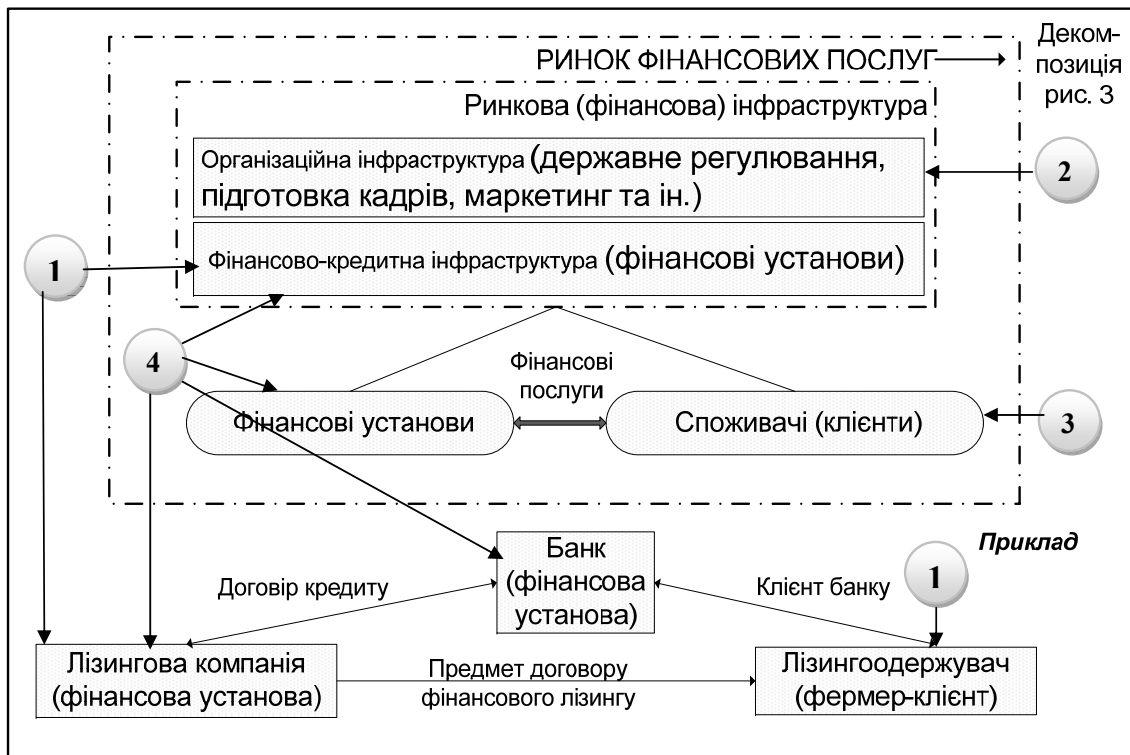 Деком-
позиція
рис. 3
РИНОК ФІНАНСОВИХ ПОСЛУГ
Ринкова (фінансова) інфраструктура
Організаційна інфраструктура (державне регулювання,
підготовка кадрів, маркетинг та ін.)
2
1
Фінансово-кредитна інфраструктура (фінансові установи)
4
Фінансові
послуги
Фінансові установи
Споживачі (клієнти)
3
Приклад
Банк
(фінансова
установа)
1
Договір кредиту
Клієнт банку
Лізингова компанія
(фінансова установа)
Предмет договору
фінансового лізингу
Лізингоодержувач
(фермер-клієнт)